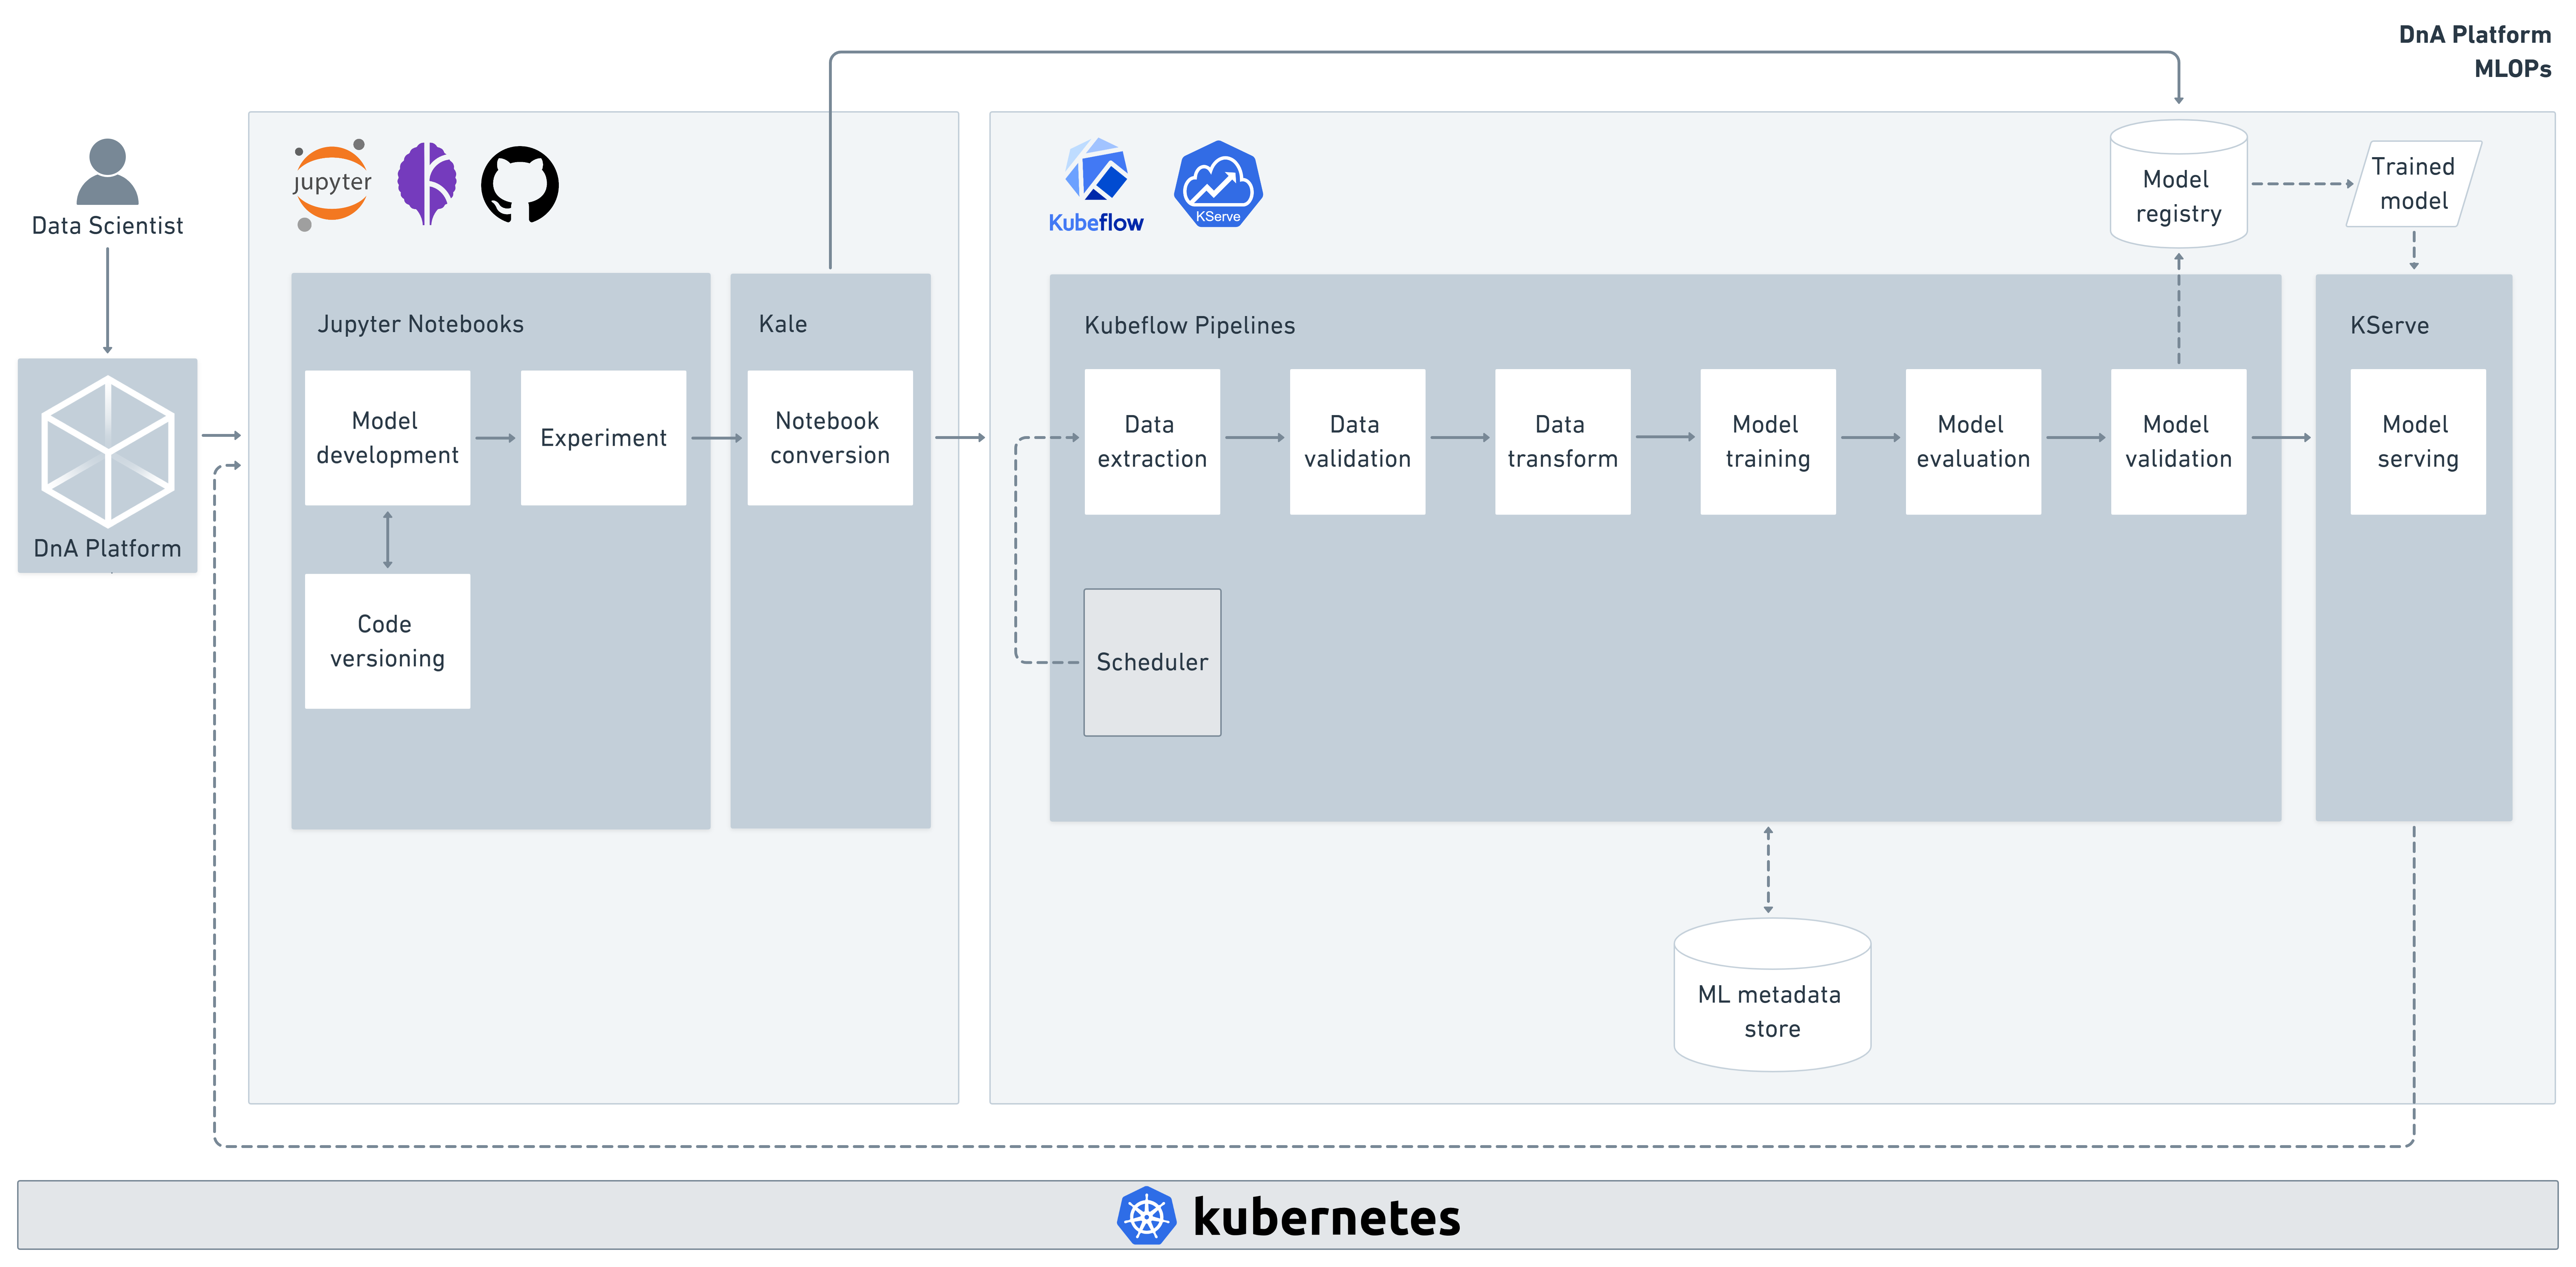 DnA Platform
MLOPs
Data Scientist
DnA Platform
jupyter
Jupyter Notebooks
Model
development
Experiment
Code
versioning
Kale
Notebook
conversion
Kubeflow
KServe
Model
registry
Trained
model
Kubeflow Pipelines
Data
extraction
Data
validation
Data
transform
Model
training
Model
evaluation
Model
validation
Scheduler
KServe
Model
serving
ML metadata
store
kubernetes